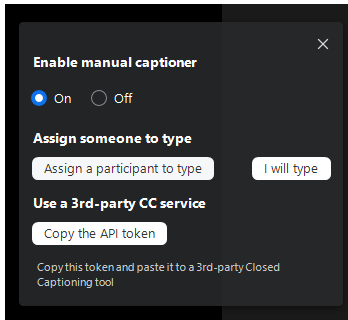 Enable manual captioner
On Off
Assign someone to type
Assign a participant to type I will type
Use a 3rd-party CC service
Copy the API token
Copy this token and paste it to a 3rd-party Closed
Captioning tool